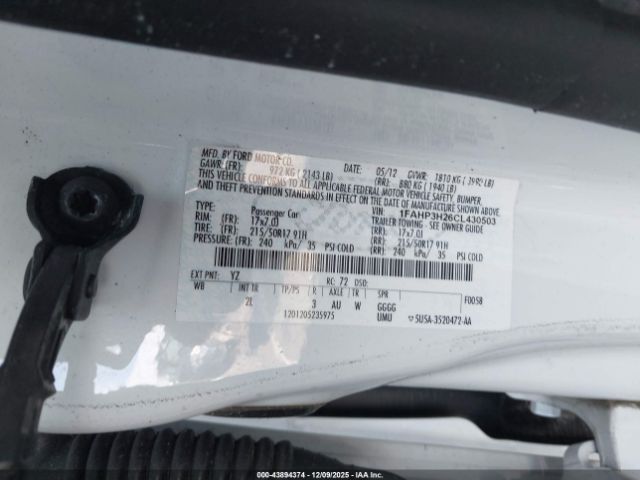 MFD. BY FORD MOTOR CO. DATE: 05/12 GVWR: 1810 KG ( 3992 LB)
GAWR: (FR): 972 KG ( 2143 LB) (RR): 880 KG ( 1940 LB)
THIS VEHICLE CONFORMS TO ALL APPLICABLE FEDERAL MOTOR VEHICLE SAFETY, BUMPER,
AND THEFT PREVENTION STANDARDS IN EFFECT ON THE DATE OF MANUFACTURE SHOWN ABOVE.
VIN: 1FAHP3H26CL430503
TYPE: Passenger Car TRAILER TOWING - SEE OWNER GUIDE
RIM: (FR): 17x7.0J (RR): 17x7.0J
TIRE: (FR): 215/50R17 91H (RR): 215/50R17 91H
PRESSURE: (FR): 240 kPa/ 35 PSI COLD (RR): 240 kPa/ 35 PSI COLD
EXT PNT: YZ RC: 72 DSO:
WB INT TR TP/PS R AXLE TR SPR F0058
2L 3 AU W GGGG
1201205235975 UMU 5U5A-3520472-AA
000-43894374 | 12/09/2025 | IAAI.COM